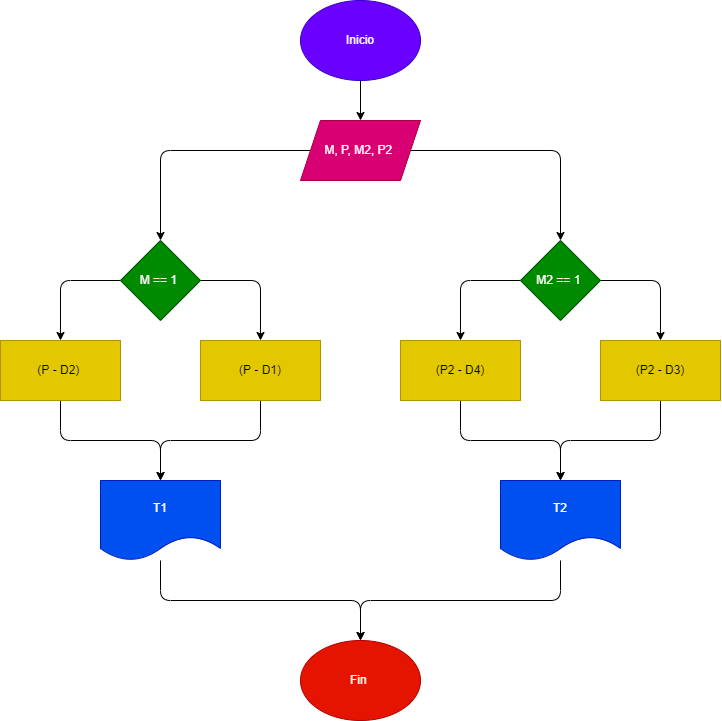 Inicio
M, P, M2, P2
M == 1
M2 == 1
(P - D2)
(P - D1)
(P2 - D4)
(P2 - D3)
T1
T2
Fin